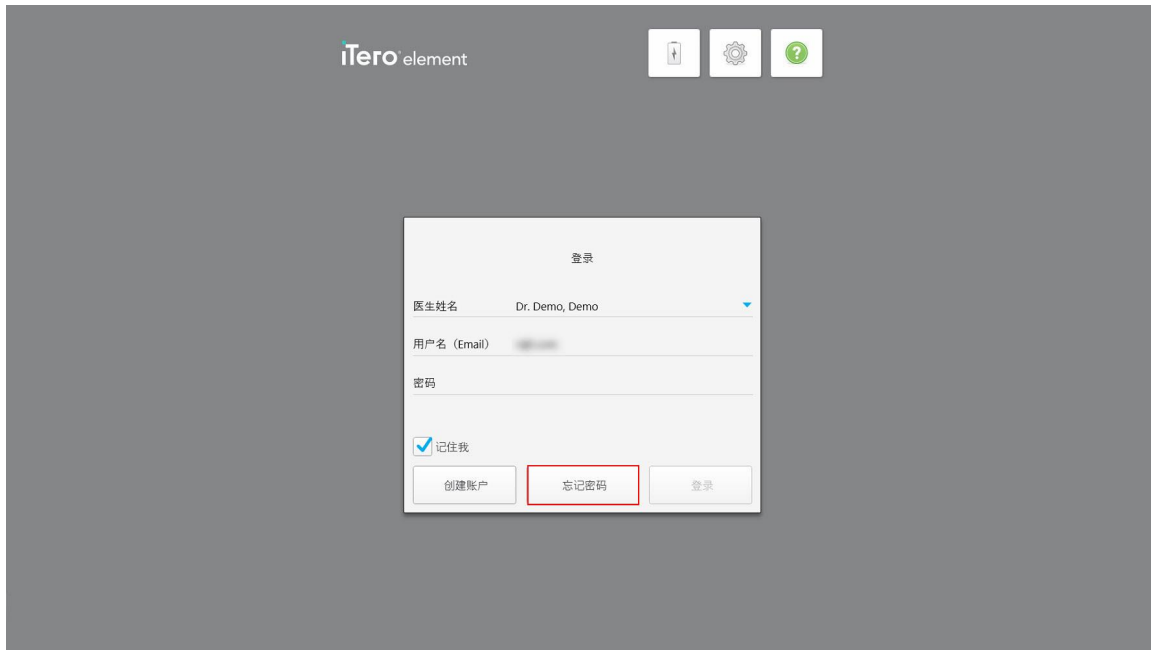 iTero element
登录
医生姓名 Dr. Demo, Demo
用户名（Email）
密码
记住我
创建账户 忘记密码 登录